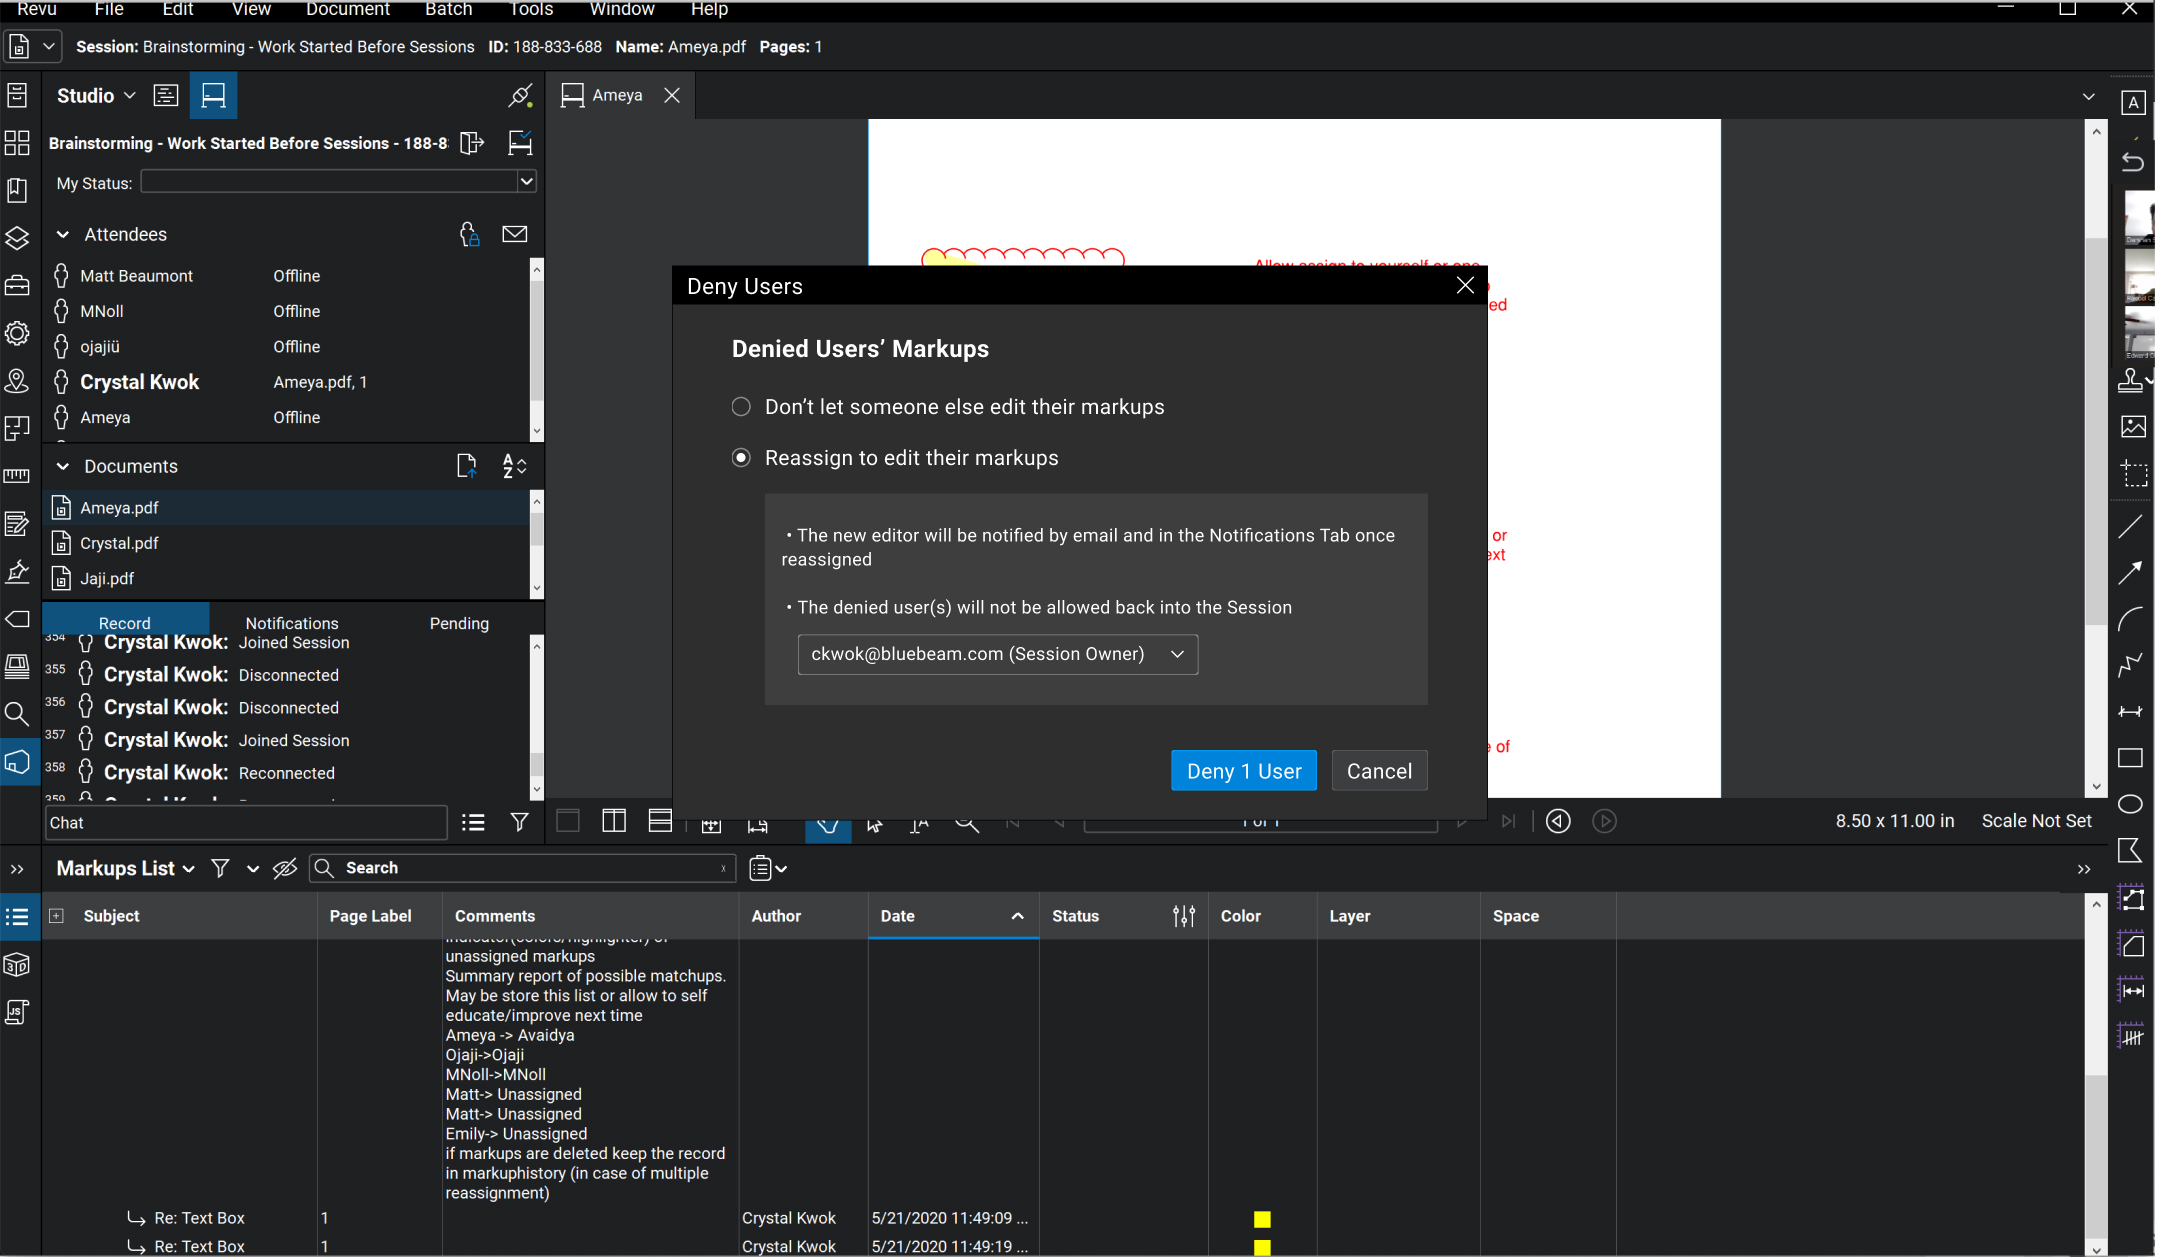 Revu File Edit View Document Batch Tools Window Help
Session: Brainstorming - Work Started Before Sessions ID: 188-833-688 Name: Ameya.pdf Pages: 1
Studio
Ameya
Brainstorming - Work Started Before Sessions - 188-8
My Status:
Attendees
Matt Beaumont Offline
MNoll Offline
ojajiü Offline
Crystal Kwok Ameya.pdf, 1
Ameya Offline
Documents
A
Z
Ameya.pdf
Crystal.pdf
Jaji.pdf
Record Notifications Pending
354 Crystal Kwok: Joined Session
355 Crystal Kwok: Disconnected
356 Crystal Kwok: Disconnected
357 Crystal Kwok: Joined Session
358 Crystal Kwok: Reconnected
359
Chat
Allow assign to yourself or one
ed
or
ext
e of
Deny Users
Denied Users’ Markups
Don’t let someone else edit their markups
Reassign to edit their markups
• The new editor will be notified by email and in the Notifications Tab once
reassigned
• The denied user(s) will not be allowed back into the Session
ckwok@bluebeam.com (Session Owner)
Deny 1 User Cancel
1 of 1
8.50 x 11.00 in Scale Not Set
A
Markups List Search x
Subject Page Label Comments Author Date Status Color Layer Space
indicator(colors/highlighter) of
unassigned markups
Summary report of possible matchups.
May be store this list or allow to self
educate/improve next time
Ameya -> Avaidya
Ojaji->Ojaji
MNoll->MNoll
Matt-> Unassigned
Matt-> Unassigned
Emily-> Unassigned
if markups are deleted keep the record
in markuphistory (in case of multiple
reassignment)
Re: Text Box 1 Crystal Kwok 5/21/2020 11:49:09 ...
Re: Text Box 1 Crystal Kwok 5/21/2020 11:49:19 ...
3D
JS